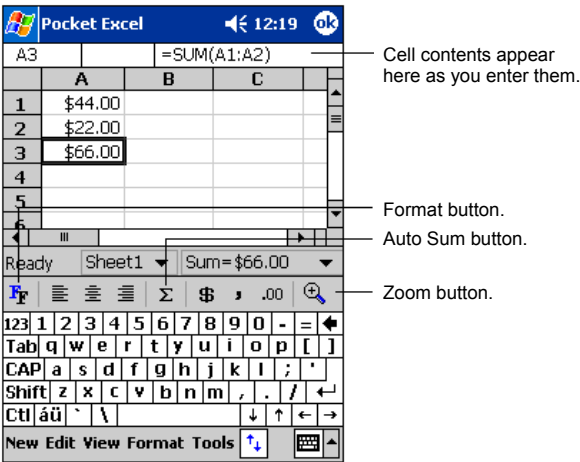 Pocket Excel 12:19 ok
A3 =SUM(A1:A2)
Cell contents appear
here as you enter them.
A B C
1 $44.00
2 $22.00
3 $66.00
4
5
6
Format button.
Auto Sum button.
Ready Sheet1 Sum=$66.00
FF Σ $ , .00
Zoom button.
123 1 2 3 4 5 6 7 8 9 0 - =
Tab q w e r t y u i o p [ ]
CAP a s d f g h j k l ; '
Shift z x c v b n m , . /
Ctl áü ` \ ↓ ↑ ← →
New Edit View Format Tools